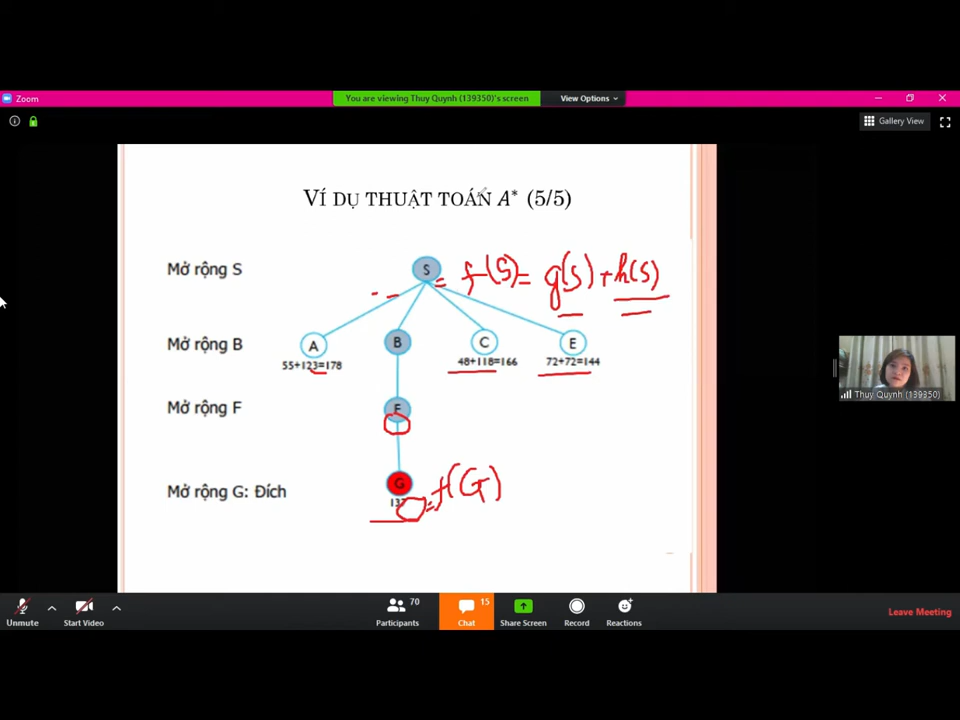 Zoom
You are viewing Thuy Quynh (139350)'s screen
View Options
Gallery View
VÍ DỤ THUẬT TOÁN A* (5/5)
Mở rộng S
S = f(S) = g(S) + h(S)
Mở rộng B
A B C E
55+123=178 48+118=166 72+72=144
Mở rộng F
F
Mở rộng G: Đích
G
= f(G)
Thuy Quynh (139350)
Unmute
Start Video
70
Participants
15
Chat
Share Screen
Record
Reactions
Leave Meeting